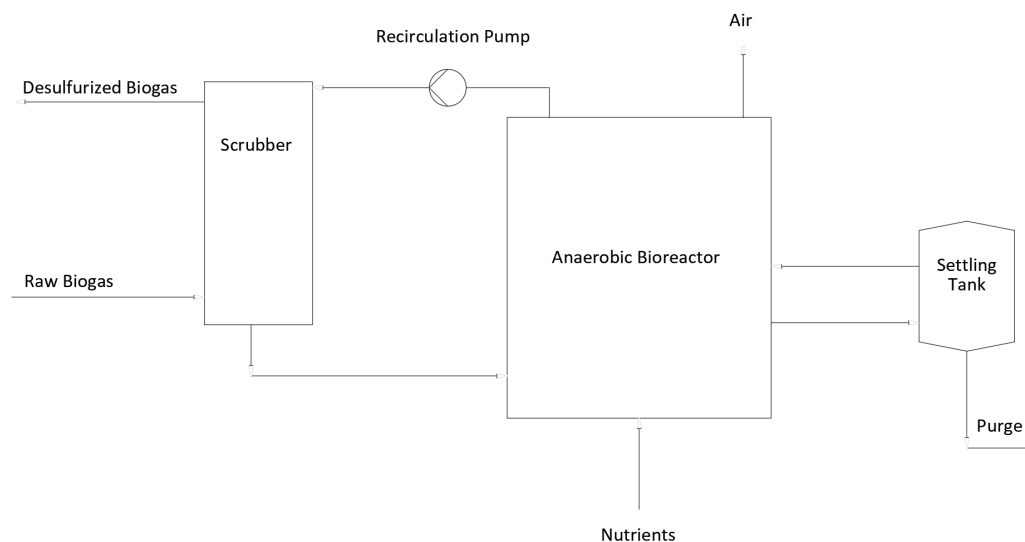 Air
Recirculation Pump
Desulfurized Biogas
Scrubber
Anaerobic Bioreactor
Settling
Tank
Raw Biogas
Purge
Nutrients